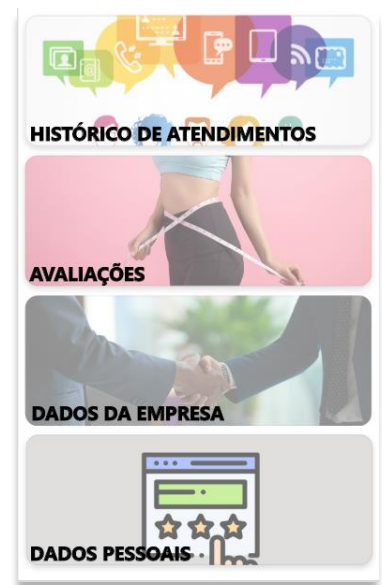 HISTÓRICO DE ATENDIMENTOS
AVALIAÇÕES
DADOS DA EMPRESA
DADOS PESSOAIS